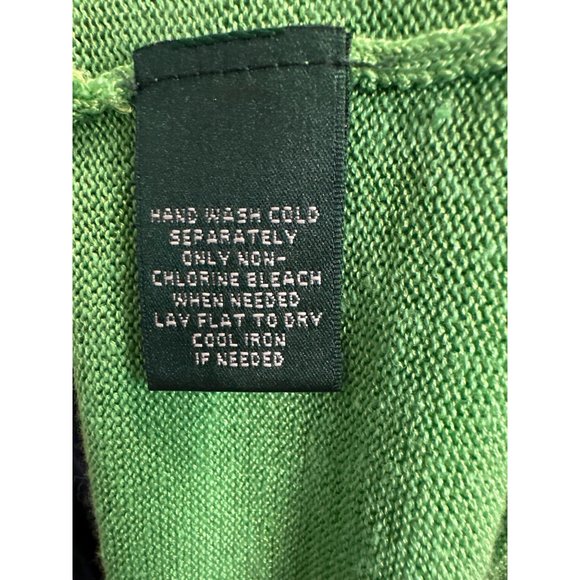 HAND WASH COLD
SEPARATELY
ONLY NON-
CHLORINE BLEACH
WHEN NEEDED
LAY FLAT TO DRY
COOL IRON
IF NEEDED